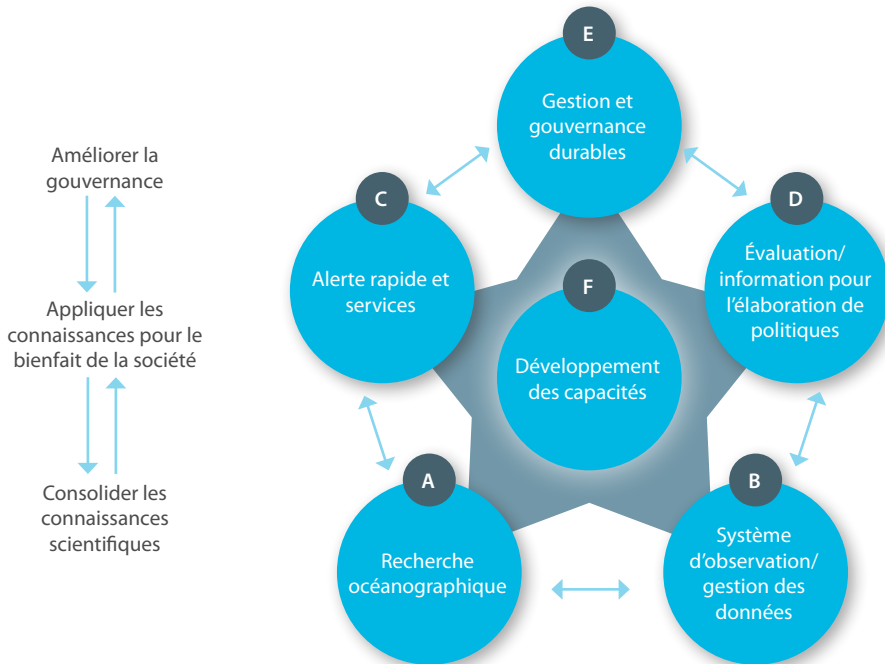 E
Gestion et
gouvernance
durables
Améliorer la
gouvernance
C
Alerte rapide et
services
D
Évaluation/
information pour
l'élaboration de
politiques
F
Développement
des capacités
Appliquer les
connaissances pour le
bienfait de la société
A
Recherche
océanographique
B
Système
d'observation/
gestion des
données
Consolider les
connaissances
scientifiques